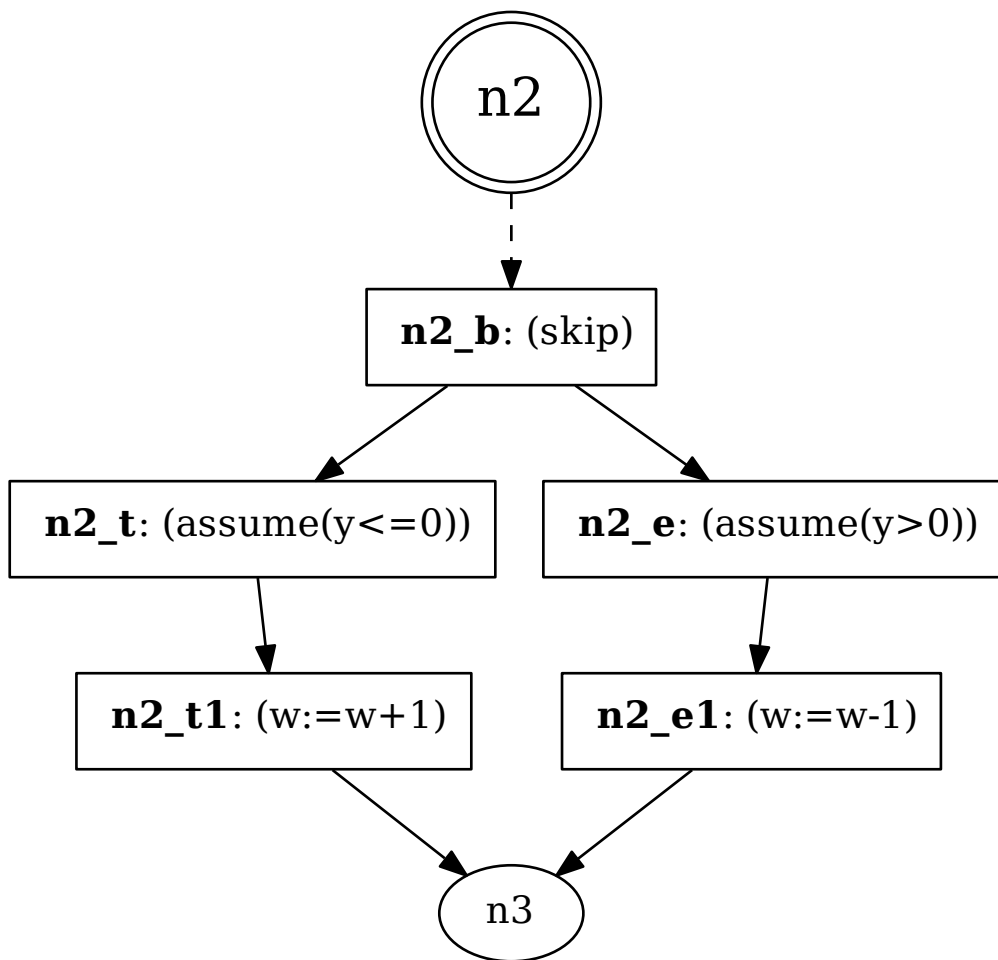 n2
n2_b: (skip)
n2_t: (assume(y<=0))
n2_e: (assume(y>0))
n2_t1: (w:=w+1)
n2_e1: (w:=w-1)
n3